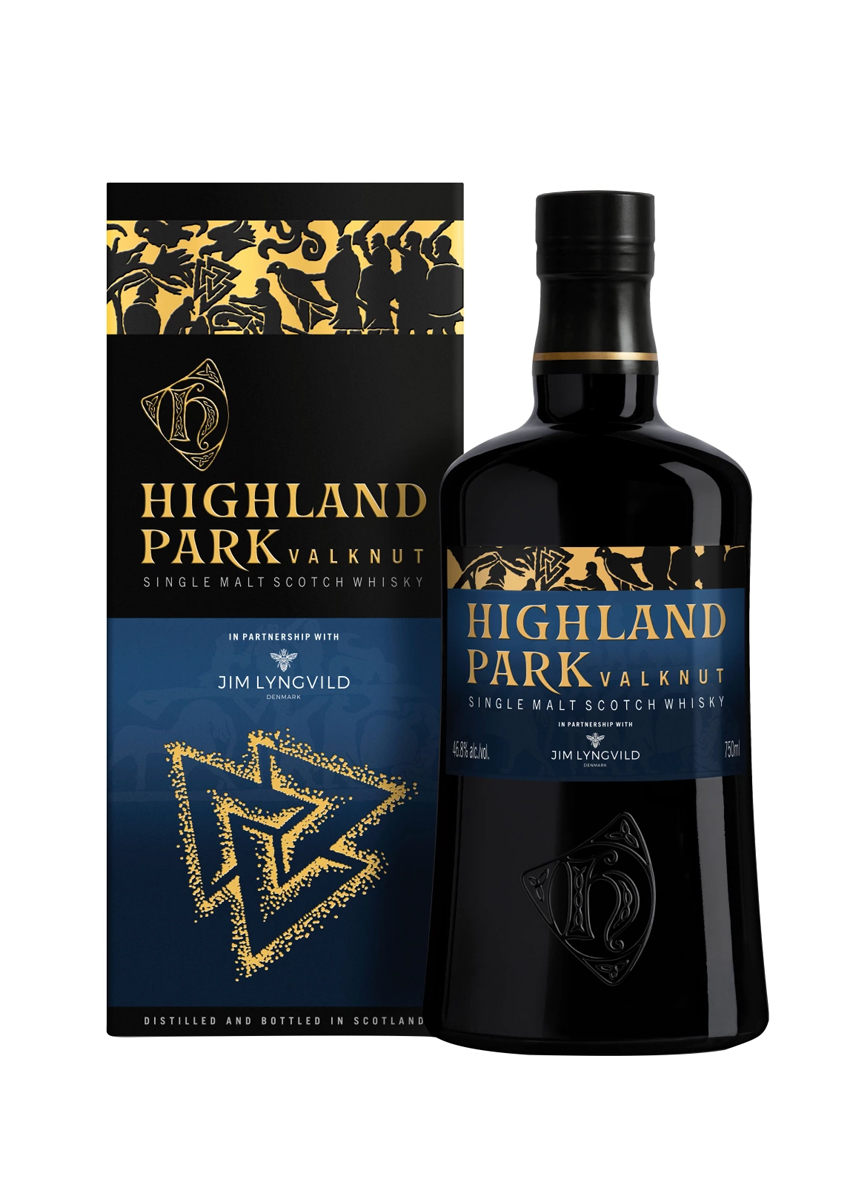 HIGHLAND
PARK VALKNUT
SINGLE MALT SCOTCH WHISKY
IN PARTNERSHIP WITH
JIM LYNGVILD
DENMARK
DISTILLED AND BOTTLED IN SCOTLAND
HIGHLAND
PARK VALKNUT
SINGLE MALT SCOTCH WHISKY
IN PARTNERSHIP WITH
46.8% alc./vol.
JIM LYNGVILD
750ml
DENMARK